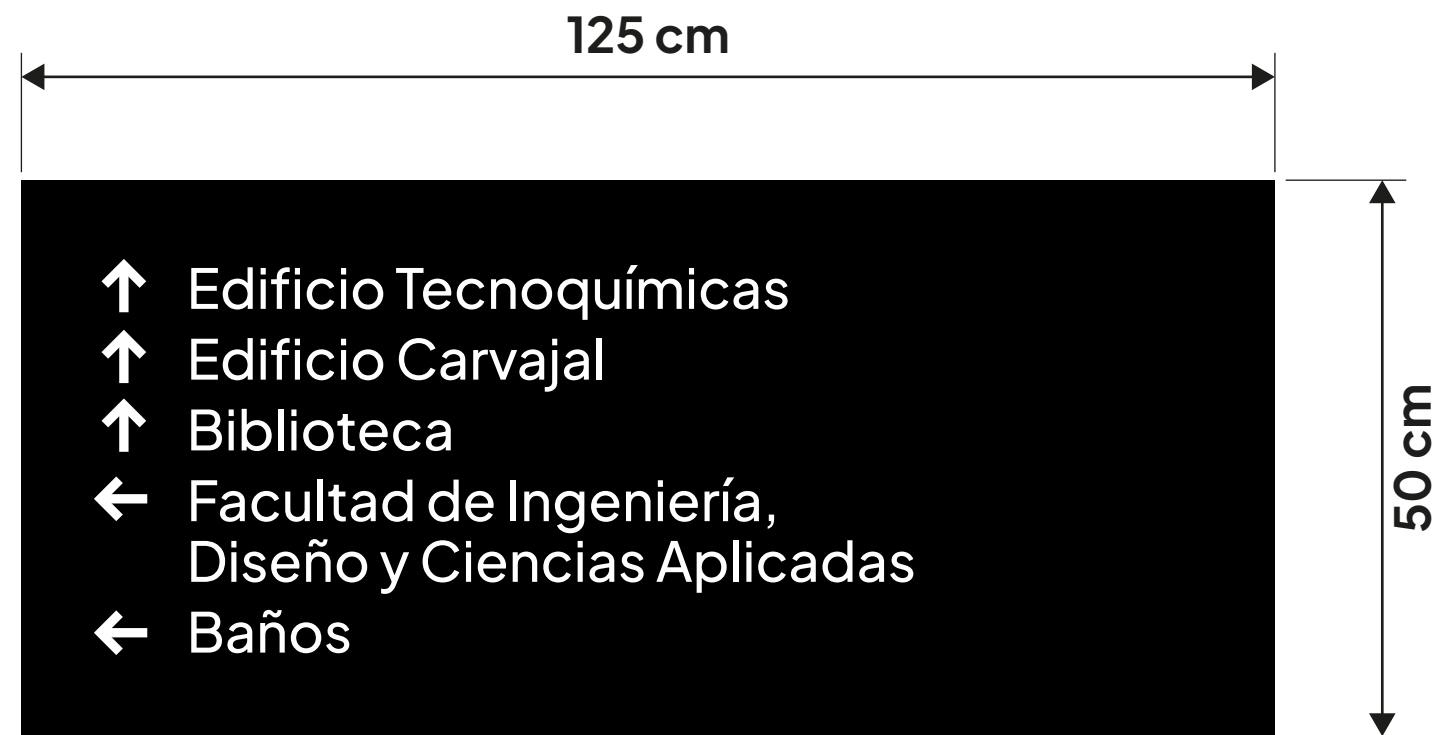 125 cm
↑ Edificio Tecnoquímicas
↑ Edificio Carvajal
↑ Biblioteca
← Facultad de Ingeniería,
Diseño y Ciencias Aplicadas
← Baños
50 cm